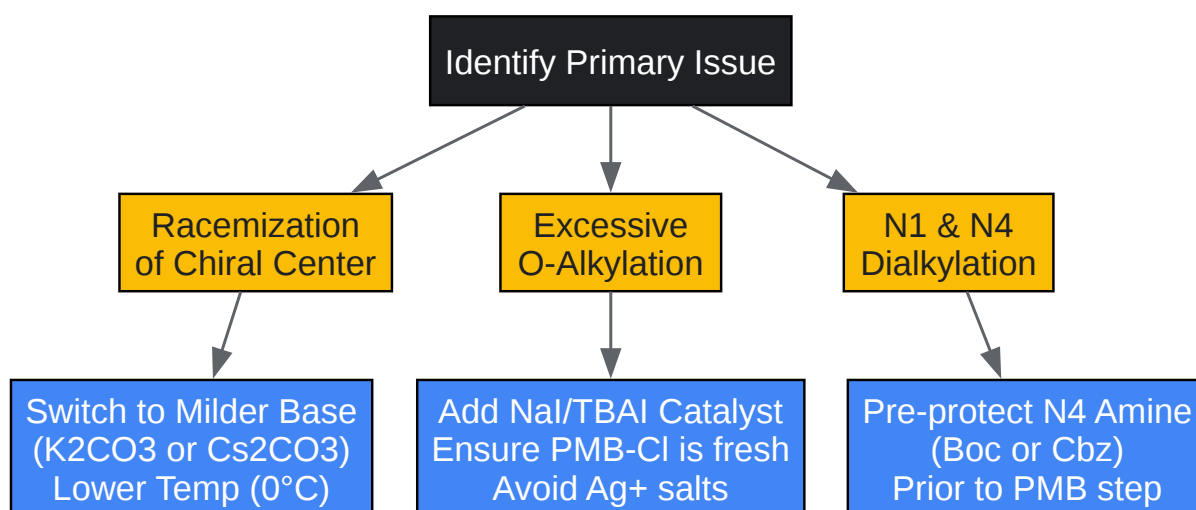 Identify Primary Issue
Racemization
of Chiral Center
Excessive
O-Alkylation
N1 & N4
Dialkylation
Switch to Milder Base
(K2CO3 or Cs2CO3)
Lower Temp (0°C)
Add NaI/TBAI Catalyst
Ensure PMB-Cl is fresh
Avoid Ag+ salts
Pre-protect N4 Amine
(Boc or Cbz)
Prior to PMB step